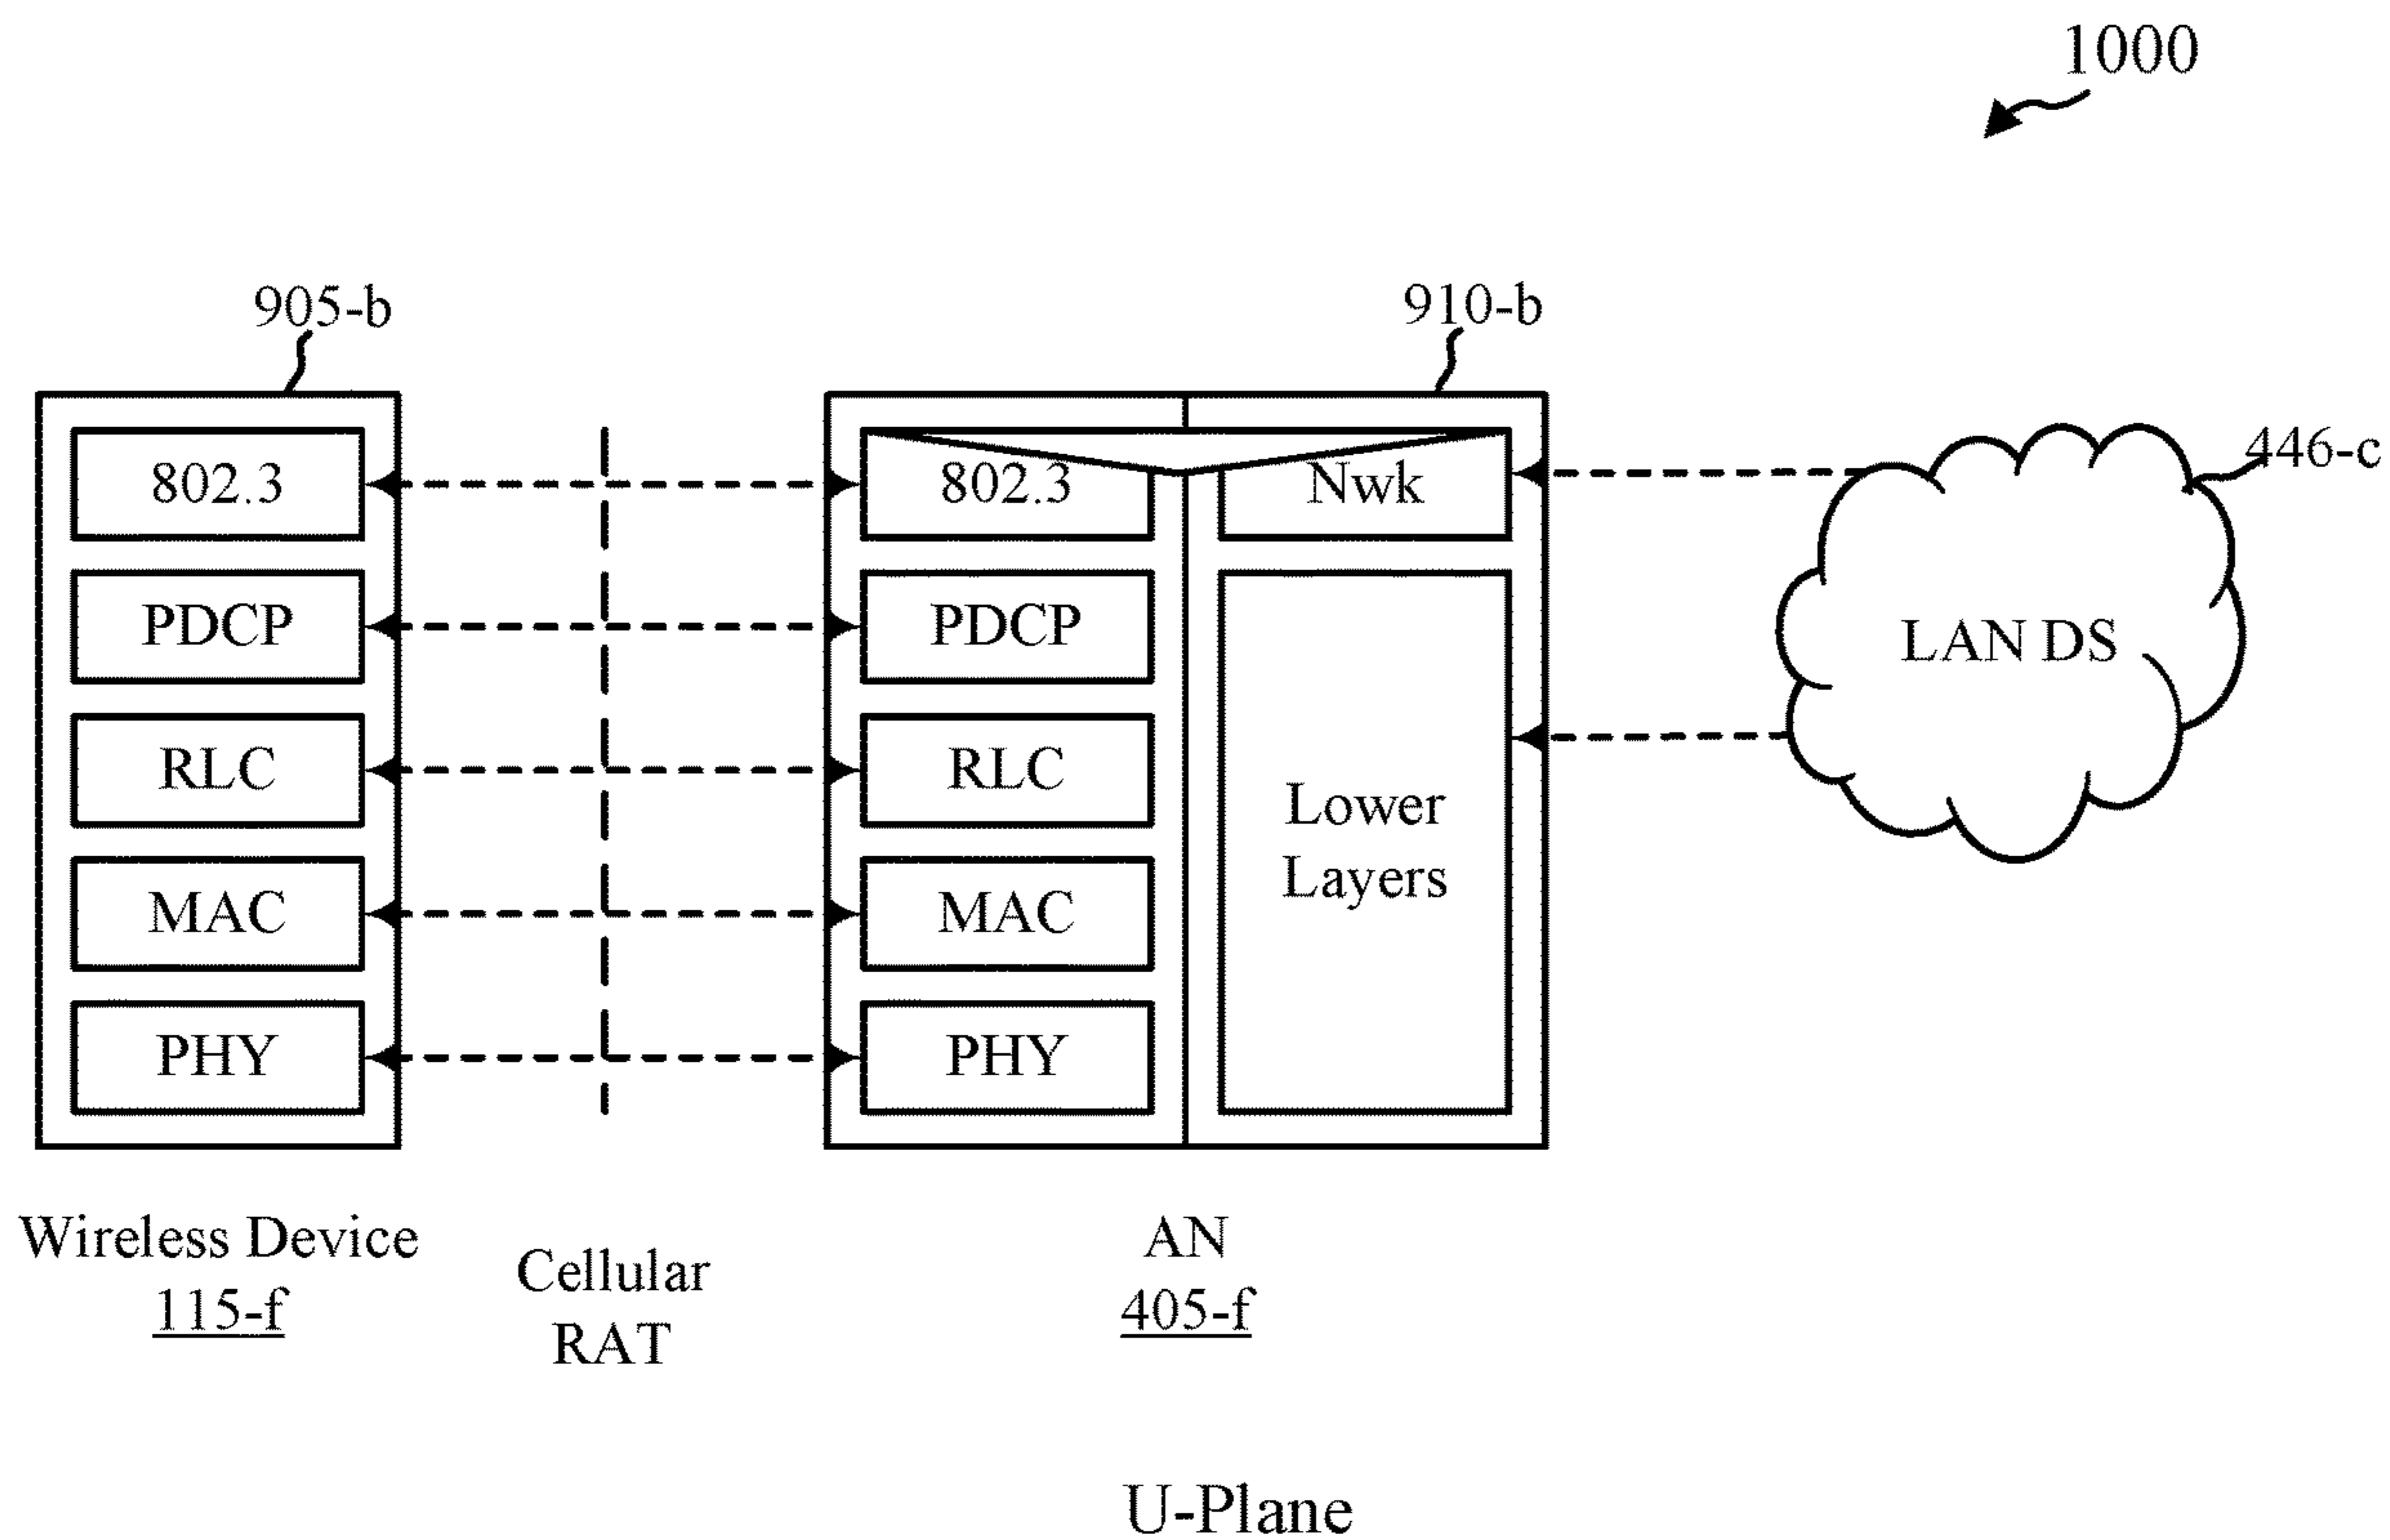 1000
905-b
910-b
446-c
802.3
802.3
Nwk
PDCP
PDCP
LAN DS
RLC
RLC
Lower
Layers
MAC
MAC
PHY
PHY
Wireless Device
115-f
Cellular
RAT
AN
405-f
U-Plane